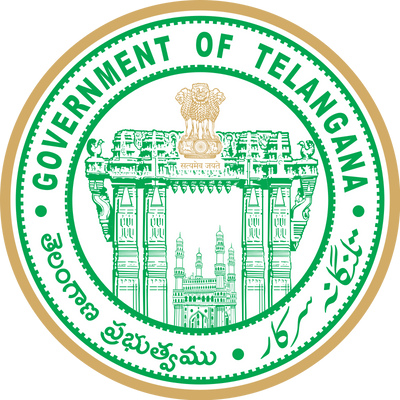 GOVERNMENT OF TELANGANA
सत्यमेव जयते
తెలంగాణ ప్రభుత్వము
تلنگانہ سرکار